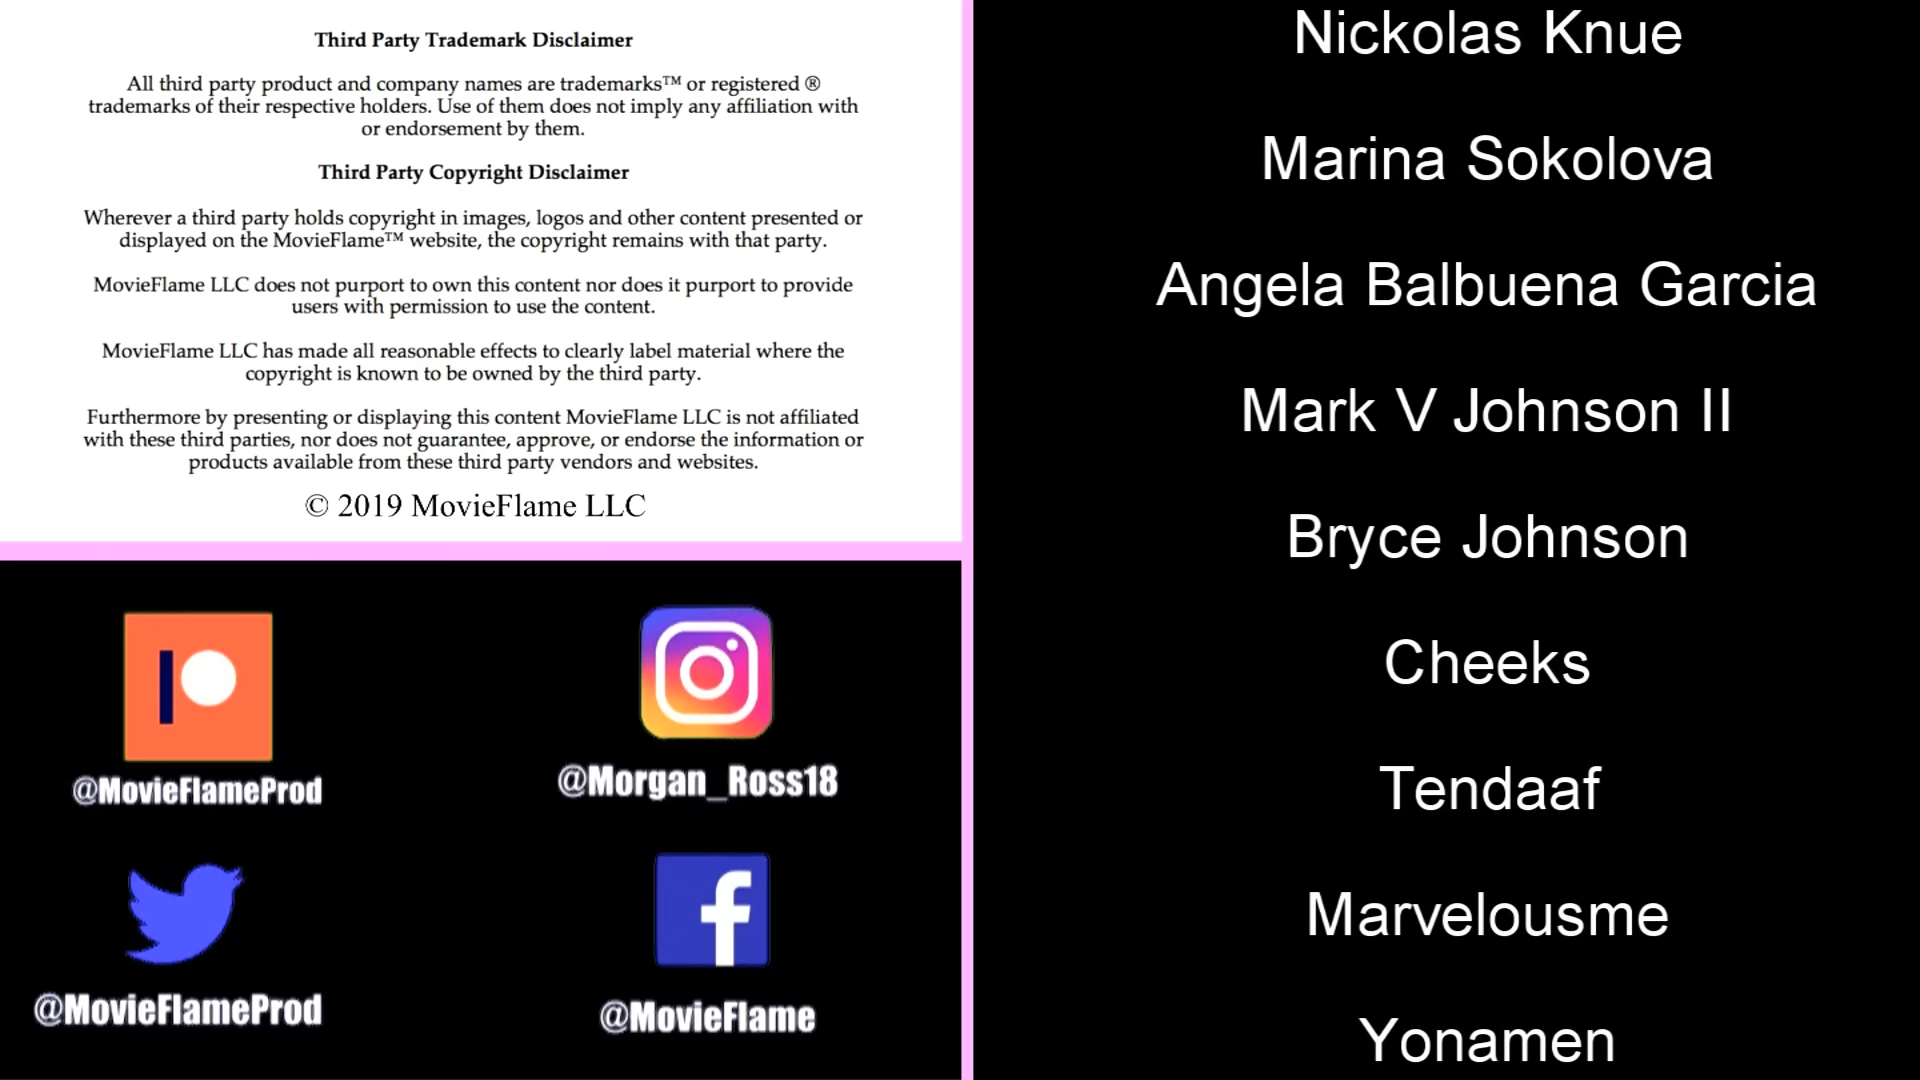 Third Party Trademark Disclaimer
All third party product and company names are trademarks™ or registered ®
trademarks of their respective holders. Use of them does not imply any affiliation with
or endorsement by them.
Third Party Copyright Disclaimer
Wherever a third party holds copyright in images, logos and other content presented or
displayed on the MovieFlame™ website, the copyright remains with that party.
MovieFlame LLC does not purport to own this content nor does it purport to provide
users with permission to use the content.
MovieFlame LLC has made all reasonable effects to clearly label material where the
copyright is known to be owned by the third party.
Furthermore by presenting or displaying this content MovieFlame LLC is not affiliated
with these third parties, nor does not guarantee, approve, or endorse the information or
products available from these third party vendors and websites.
© 2019 MovieFlame LLC
@MovieFlameProd
@Morgan_Ross18
@MovieFlameProd
@MovieFlame
Nickolas Knue
Marina Sokolova
Angela Balbuena Garcia
Mark V Johnson II
Bryce Johnson
Cheeks
Tendaaf
Marvelousme
Yonamen